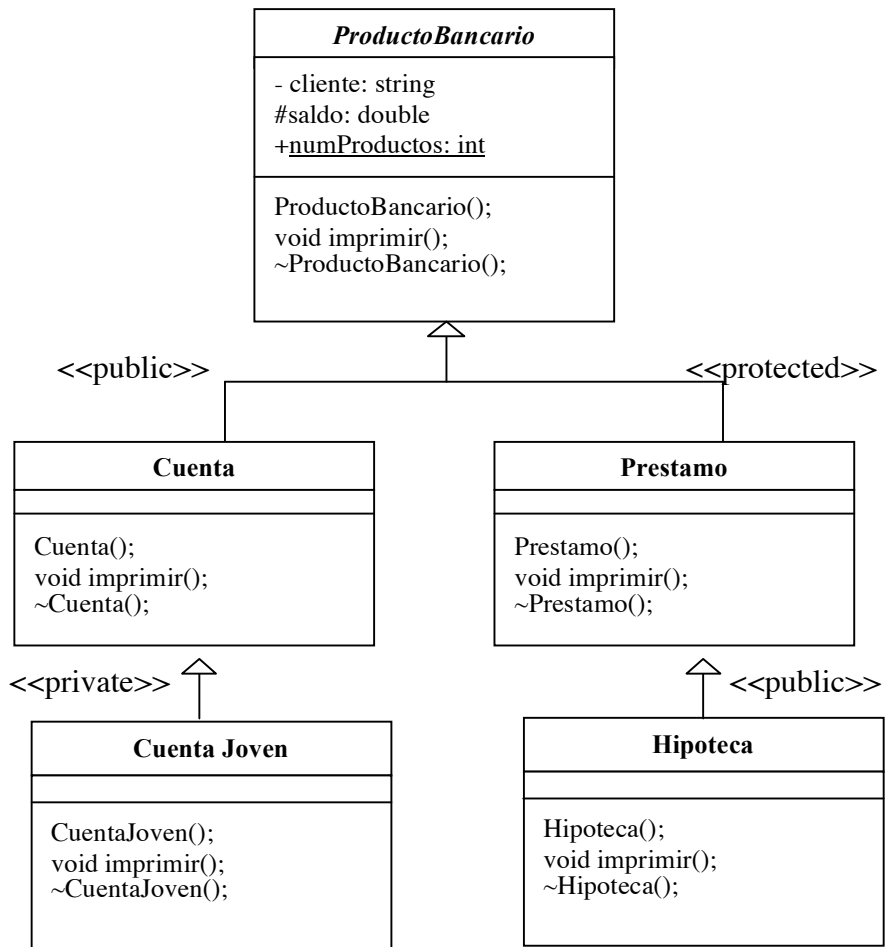 ProductoBancario
- cliente: string
#saldo: double
+numProductos: int
ProductoBancario();
void imprimir();
~ProductoBancario();
<<public>>
<<protected>>
Cuenta
Cuenta();
void imprimir();
~Cuenta();
Prestamo
Prestamo();
void imprimir();
~Prestamo();
<<private>>
<<public>>
Cuenta Joven
CuentaJoven();
void imprimir();
~CuentaJoven();
Hipoteca
Hipoteca();
void imprimir();
~Hipoteca();